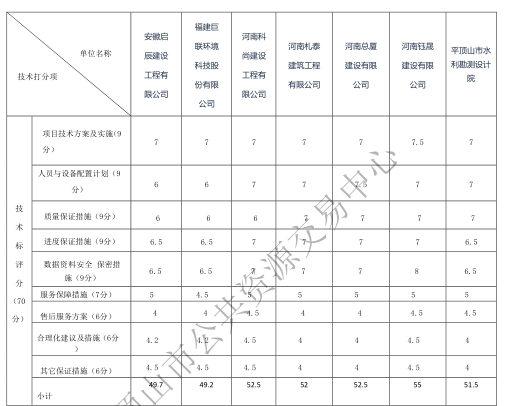 单位名称
技术打分项
安徽启
辰建设
工程有
限公司
福建巨
联环境
科技股
份有限
公司
河南科
尚建设
工程有
限公司
河南札泰
建筑工程
有限公司
河南总厦
建设有限
公司
河南钰晟
建设有限
公司
平顶山市水
利勘测设计
院
技
术
标
评
分
（70
分）
项目技术方案及实施（9
分）
7 7 7 7 7 7.5 7
人员与设备配置计划（9
分）
6 6 7 7 7.5 7 7
质量保证措施（9分） 6 6 6 7 7 7 7
进度保证措施（9分） 6.5 6.5 7 7 7 7 6.5
数据资料安全 保密措
施（9分）
6.5 6.5 7 7 7 8 6.5
服务保障措施（7分） 5 4.5 5 5 5 5 5
售后服务方案（6分） 4 4 4.5 4 4 4.5 4.5
合理化建议及措施（6分
）
4.2 4.2 4.5 4 4 4.5 4
其它保证措施（6分） 4.5 4.5 4.5 4 4 4.5 4
小计 49.7 49.2 52.5 52 52.5 55 51.5
顶山市公共资源交易中心